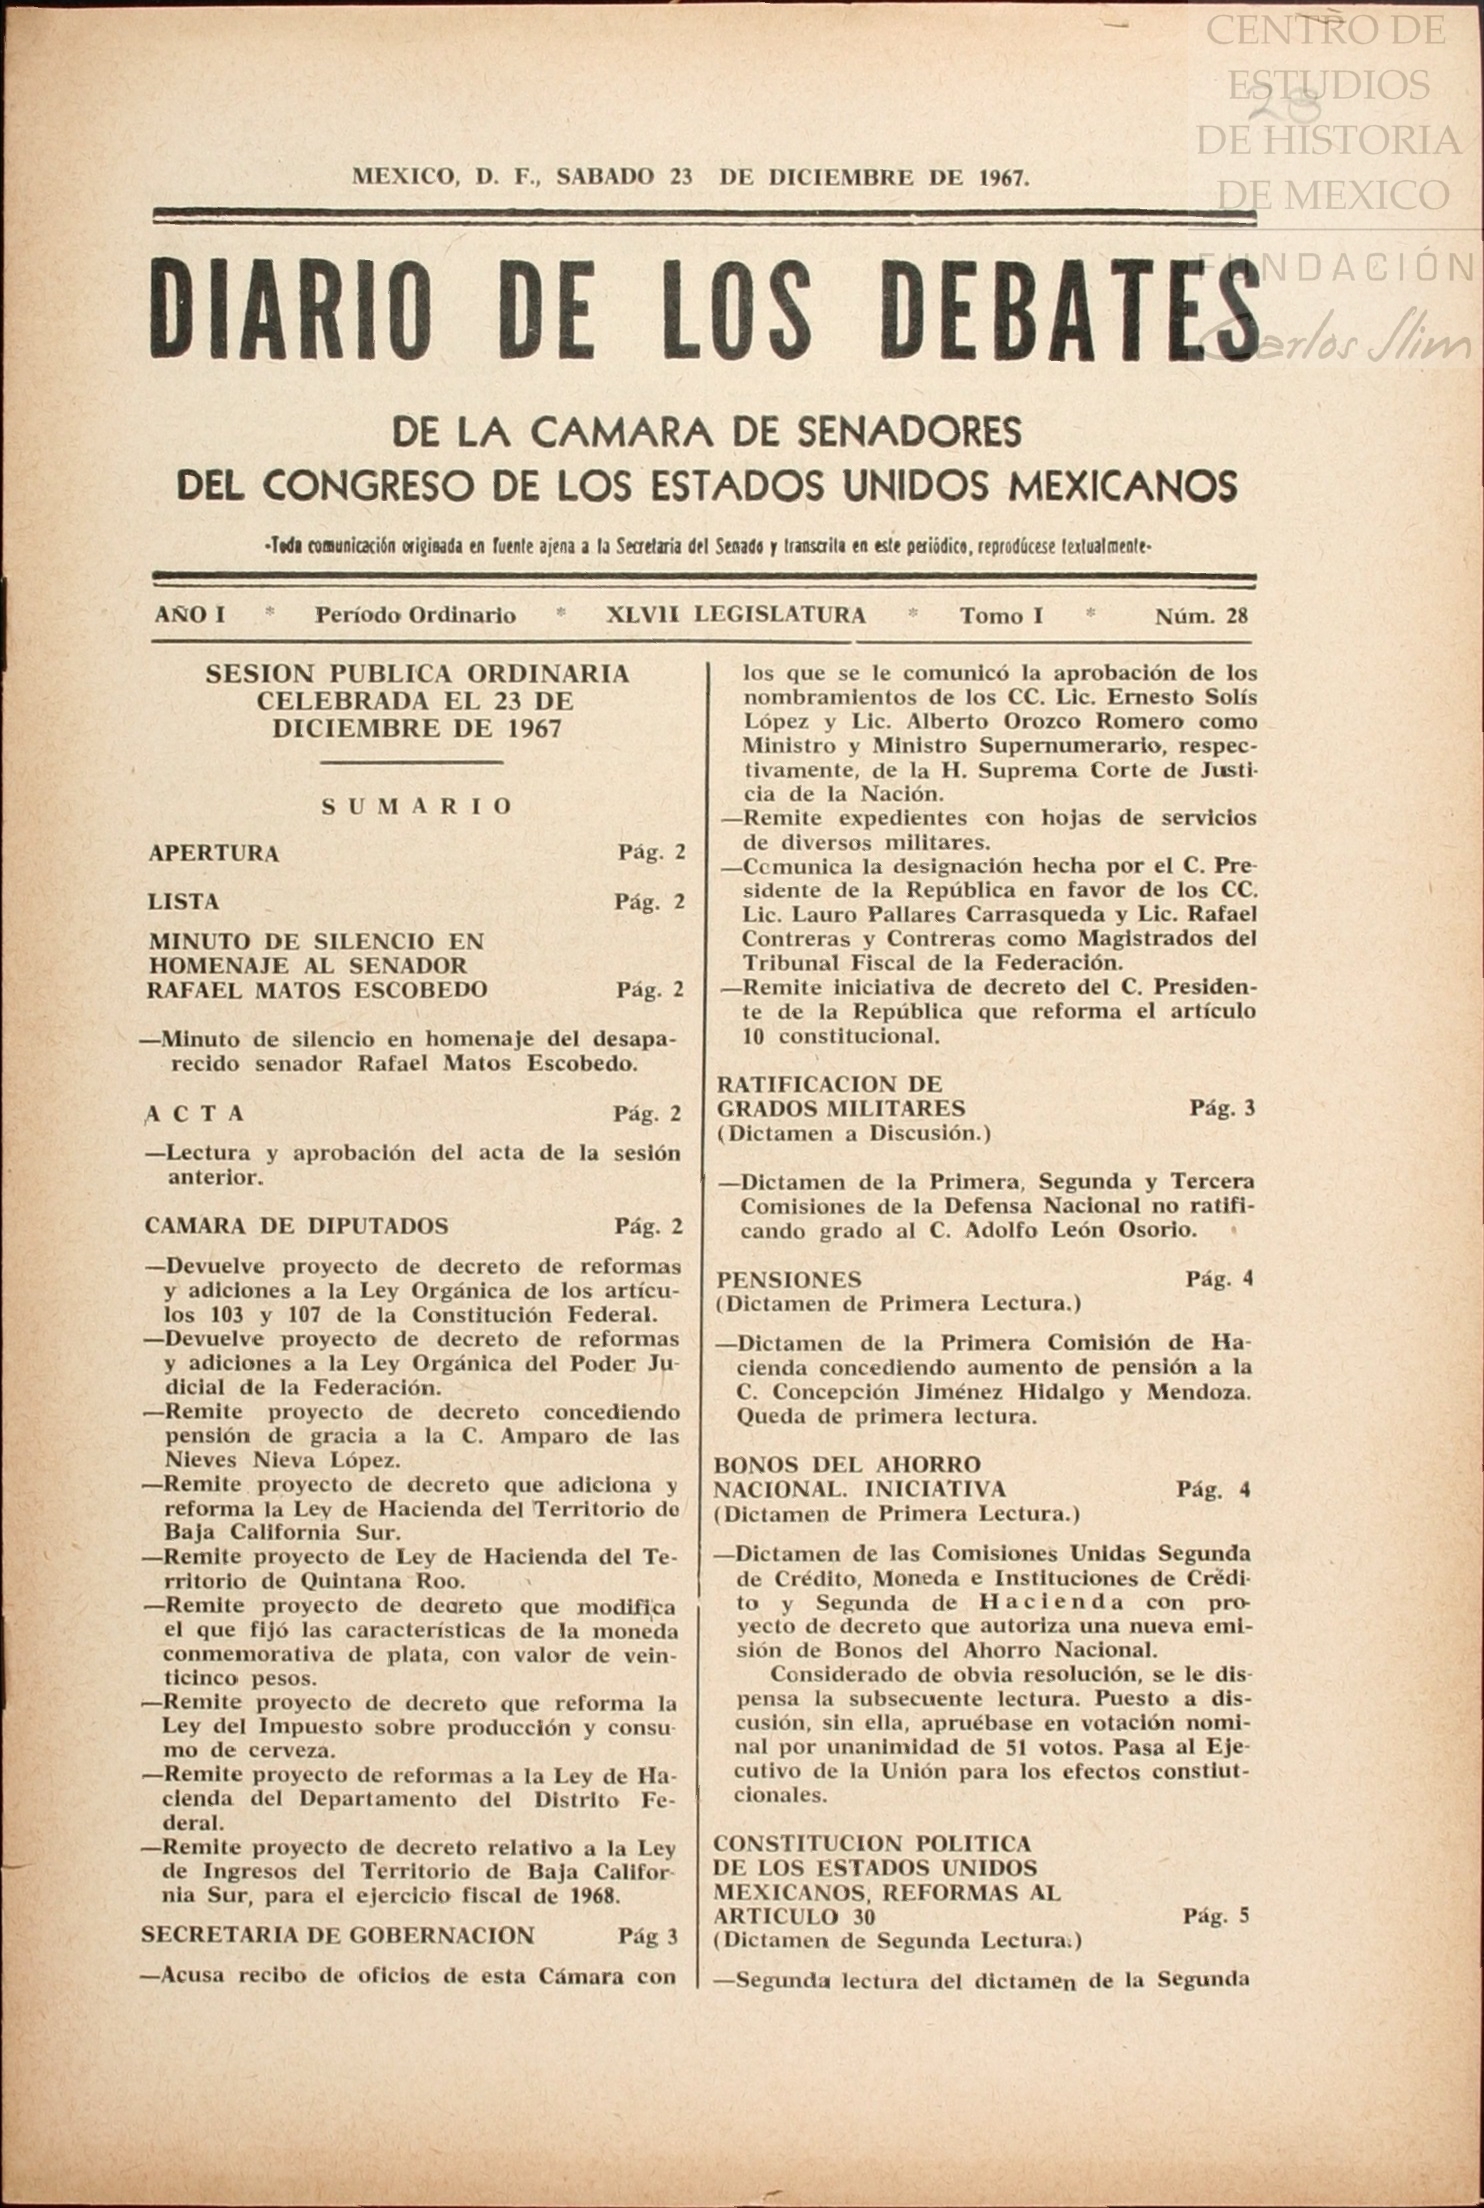 CENTRO DE
ESTUDIOS
DE HISTORIA
DE MEXICO
FUNDACIÓN
Carlos Slim
28
MEXICO, D. F., SABADO 23 DE DICIEMBRE DE 1967.
DIARIO DE LOS DEBATES
DE LA CAMARA DE SENADORES
DEL CONGRESO DE LOS ESTADOS UNIDOS MEXICANOS
-Toda comunicación originada en fuente ajena a la Secretaría del Senado y transcrita en este periódico, reprodúcese textualmente-
AÑO I * Período Ordinario * XLVII LEGISLATURA * Tomo I * Núm. 28
SESION PUBLICA ORDINARIA
CELEBRADA EL 23 DE
DICIEMBRE DE 1967
SUMARIO
APERTURA Pág. 2
LISTA Pág. 2
MINUTO DE SILENCIO EN
HOMENAJE AL SENADOR
RAFAEL MATOS ESCOBEDO Pág. 2
—Minuto de silencio en homenaje del desapa-
recido senador Rafael Matos Escobedo.
ACTA Pág. 2
—Lectura y aprobación del acta de la sesión
anterior.
CAMARA DE DIPUTADOS Pág. 2
—Devuelve proyecto de decreto de reformas
y adiciones a la Ley Orgánica de los artícu-
los 103 y 107 de la Constitución Federal.
—Devuelve proyecto de decreto de reformas
y adiciones a la Ley Orgánica del Poder Ju-
dicial de la Federación.
—Remite proyecto de decreto concediendo
pensión de gracia a la C. Amparo de las
Nieves Nieva López.
—Remite proyecto de decreto que adiciona y
reforma la Ley de Hacienda del Territorio de
Baja California Sur.
—Remite proyecto de Ley de Hacienda del Te-
rritorio de Quintana Roo.
—Remite proyecto de decreto que modifica
el que fijó las características de la moneda
conmemorativa de plata, con valor de vein-
ticinco pesos.
—Remite proyecto de decreto que reforma la
Ley del Impuesto sobre producción y consu-
mo de cerveza.
—Remite proyecto de reformas a la Ley de Ha-
cienda del Departamento del Distrito Fe-
deral.
—Remite proyecto de decreto relativo a la Ley
de Ingresos del Territorio de Baja Califor-
nia Sur, para el ejercicio fiscal de 1968.
SECRETARIA DE GOBERNACION Pág 3
—Acusa recibo de oficios de esta Cámara con
los que se le comunicó la aprobación de los
nombramientos de los CC. Lic. Ernesto Solís
López y Lic. Alberto Orozco Romero como
Ministro y Ministro Supernumerario, respec-
tivamente, de la H. Suprema Corte de Justi-
cia de la Nación.
—Remite expedientes con hojas de servicios
de diversos militares.
—Comunica la designación hecha por el C. Pre-
sidente de la República en favor de los CC.
Lic. Lauro Pallares Carrasqueda y Lic. Rafael
Contreras y Contreras como Magistrados del
Tribunal Fiscal de la Federación.
—Remite iniciativa de decreto del C. Presiden-
te de la República que reforma el artículo
10 constitucional.
RATIFICACION DE
GRADOS MILITARES Pág. 3
(Dictamen a Discusión.)
—Dictamen de la Primera, Segunda y Tercera
Comisiones de la Defensa Nacional no ratifi-
cando grado al C. Adolfo León Osorio.
PENSIONES Pág. 4
(Dictamen de Primera Lectura.)
—Dictamen de la Primera Comisión de Ha-
cienda concediendo aumento de pensión a la
C. Concepción Jiménez Hidalgo y Mendoza.
Queda de primera lectura.
BONOS DEL AHORRO
NACIONAL. INICIATIVA Pág. 4
(Dictamen de Primera Lectura.)
—Dictamen de las Comisiones Unidas Segunda
de Crédito, Moneda e Instituciones de Crédi-
to y Segunda de Hacienda con pro-
yecto de decreto que autoriza una nueva emi-
sión de Bonos del Ahorro Nacional.
Considerado de obvia resolución, se le dis-
pensa la subsecuente lectura. Puesto a dis-
cusión, sin ella, apruébase en votación nomi-
nal por unanimidad de 51 votos. Pasa al Eje-
cutivo de la Unión para los efectos constiut-
cionales.
CONSTITUCION POLITICA
DE LOS ESTADOS UNIDOS
MEXICANOS, REFORMAS AL
ARTICULO 30 Pág. 5
(Dictamen de Segunda Lectura.)
—Segunda lectura del dictamen de la Segunda